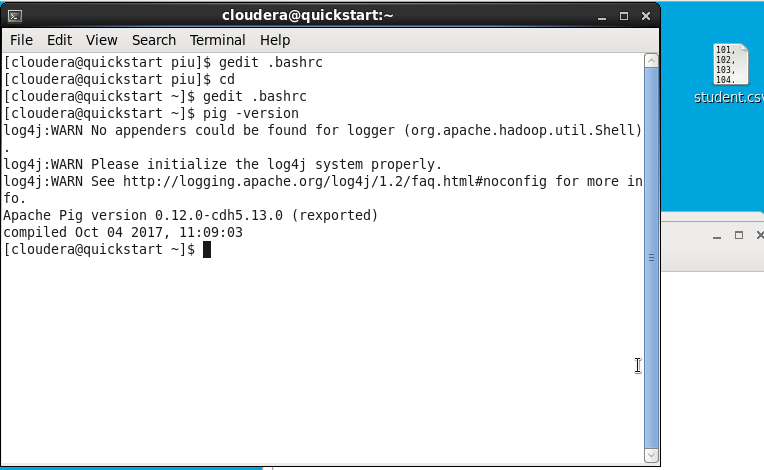 cloudera@quickstart:~
File Edit View Search Terminal Help
[cloudera@quickstart piu]$ gedit .bashrc
[cloudera@quickstart piu]$ cd
[cloudera@quickstart ~]$ gedit .bashrc
[cloudera@quickstart ~]$ pig -version
log4j:WARN No appenders could be found for logger (org.apache.hadoop.util.Shell)
.
log4j:WARN Please initialize the log4j system properly.
log4j:WARN See http://logging.apache.org/log4j/1.2/faq.html#noconfig for more in
fo.
Apache Pig version 0.12.0-cdh5.13.0 (rexported)
compiled Oct 04 2017, 11:09:03
[cloudera@quickstart ~]$
101,
102,
103,
104.